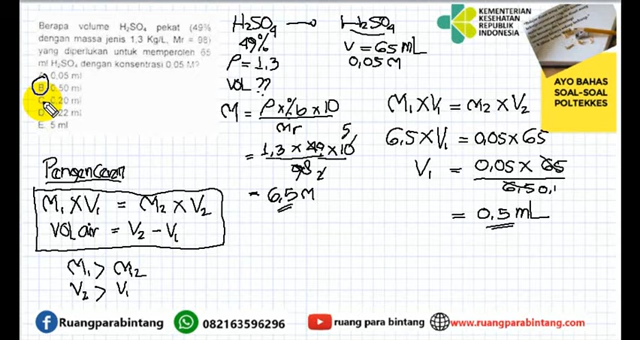 Berapa volume H₂SO₄ pekat (49%
dengan massa jenis 1,3 Kg/L, Mr = 98)
yang diperlukan untuk memperoleh 65
ml H₂SO₄ dengan konsentrasi 0,05 M?
A. 0,05 ml
B. 0,50 ml
C. 0,20 ml
D. 0,22 ml
E. 5 ml
Pengenceran
M₁ X V₁ = M₂ X V₂
Vol air = V₂ - V₁
M₁ > M₂
V₂ > V₁
H₂SO₄ → H₂SO₄
49%
ρ = 1,3
VOL ??
V = 65 mL
0,05 M
M = ρ x % x 10
Mr
= 1,3 x 49 x 10 5
98 2
= 6,5 M
M₁ X V₁ = M₂ X V₂
6,5 X V₁ = 0,05 X 65
V₁ = 0,05 X 65
6,5 0,1
= 0,5 mL
KEMENTERIAN
KESEHATAN
REPUBLIK
INDONESIA
AYO BAHAS
SOAL-SOAL
POLTEKKES
Ruangparabintang
082163596296
ruang para bintang
www.ruangparabintang.com